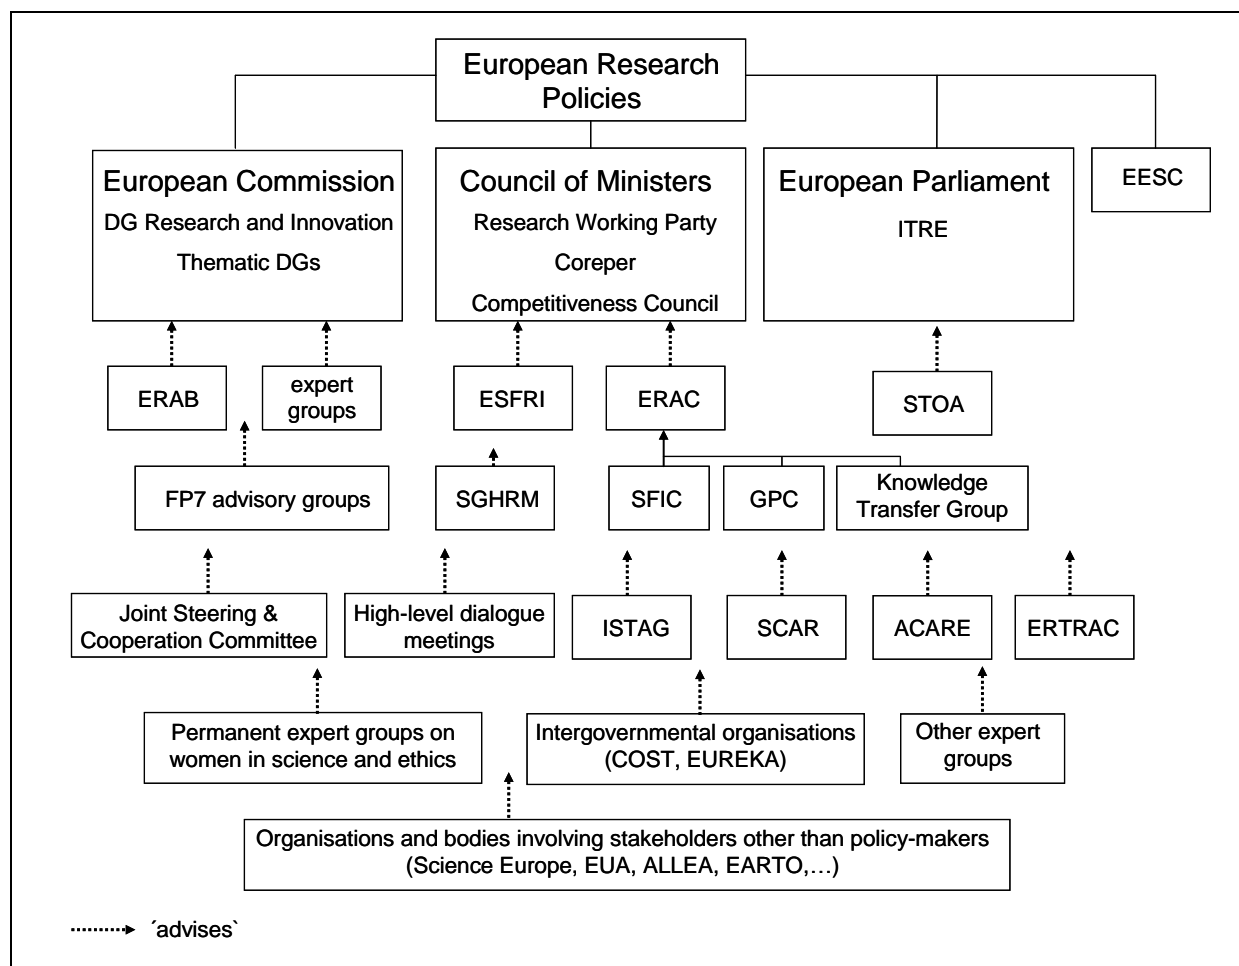 European Research
Policies
European Commission
DG Research and Innovation
Thematic DGs
Council of Ministers
Research Working Party
Coreper
Competitiveness Council
European Parliament
ITRE
EESC
ERAB
expert
groups
ESFRI
ERAC
STOA
FP7 advisory groups
SGHRM
SFIC
GPC
Knowledge
Transfer Group
Joint Steering &
Cooperation Committee
High-level dialogue
meetings
ISTAG
SCAR
ACARE
ERTRAC
Permanent expert groups on
women in science and ethics
Intergovernmental organisations
(COST, EUREKA)
Other expert
groups
Organisations and bodies involving stakeholders other than policy-makers
(Science Europe, EUA, ALLEA, EARTO,…)
´advises`